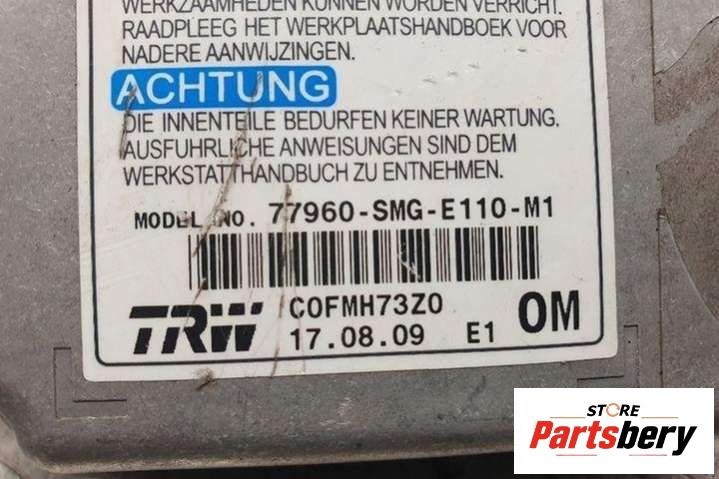 WERKZAAMHEDEN KUNNEN WORDEN VERRICHT.
RAADPLEEG HET WERKPLAATSHANDBOEK VOOR
NADERE AANWIJZINGEN.
ACHTUNG
DIE INNENTEILE BEDURFEN KEINER WARTUNG.
AUSFUHRLICHE ANWEISUNGEN SIND DEM
WERKSTATTHANDBUCH ZU ENTNEHMEN.
MODEL NO. 77960-SMG-E110-M1
TRW
COFMH73Z0
17.08.09 E1 OM
STORE
Partsbery